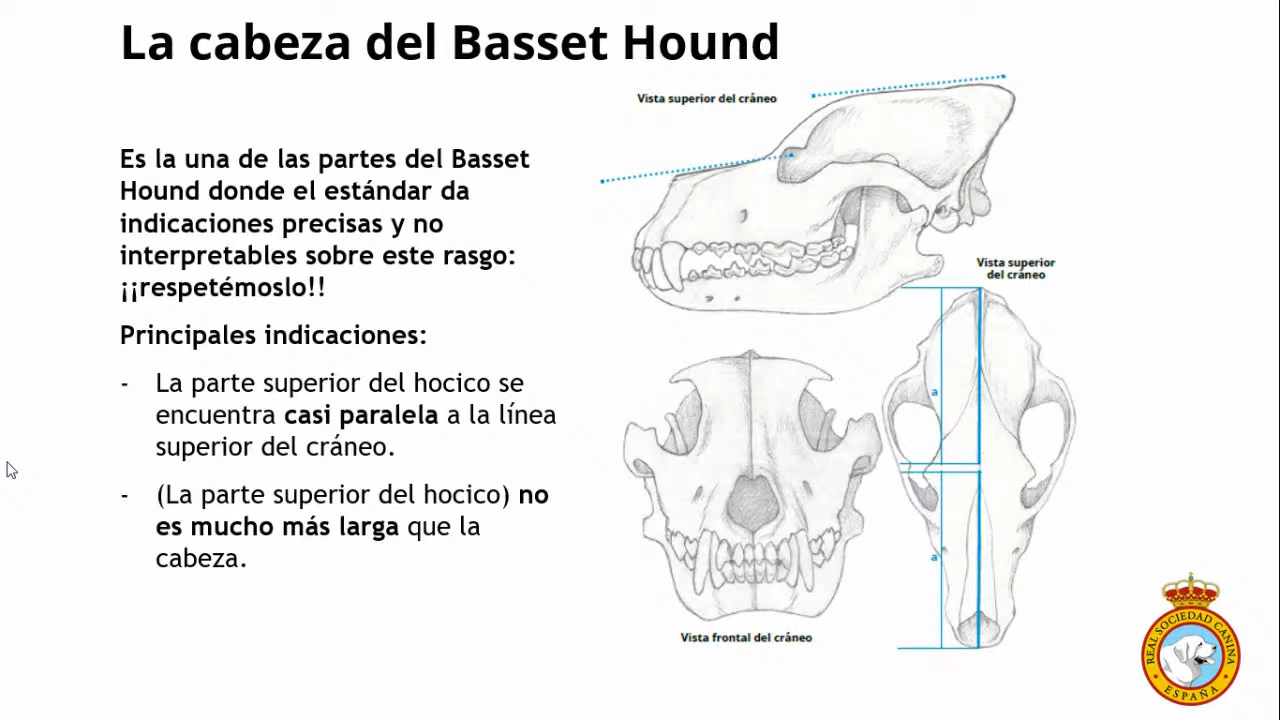 La cabeza del Basset Hound
Vista superior del cráneo
Es la una de las partes del Basset
Hound donde el estándar da
indicaciones precisas y no
interpretables sobre este rasgo:
¡¡respetémoslo!!
Principales indicaciones:
- La parte superior del hocico se
encuentra casi paralela a la línea
superior del cráneo.
- (La parte superior del hocico) no
es mucho más larga que la
cabeza.
Vista superior
del cráneo
a
a
Vista frontal del cráneo
REAL SOCIEDAD CANINA
ESPAÑA